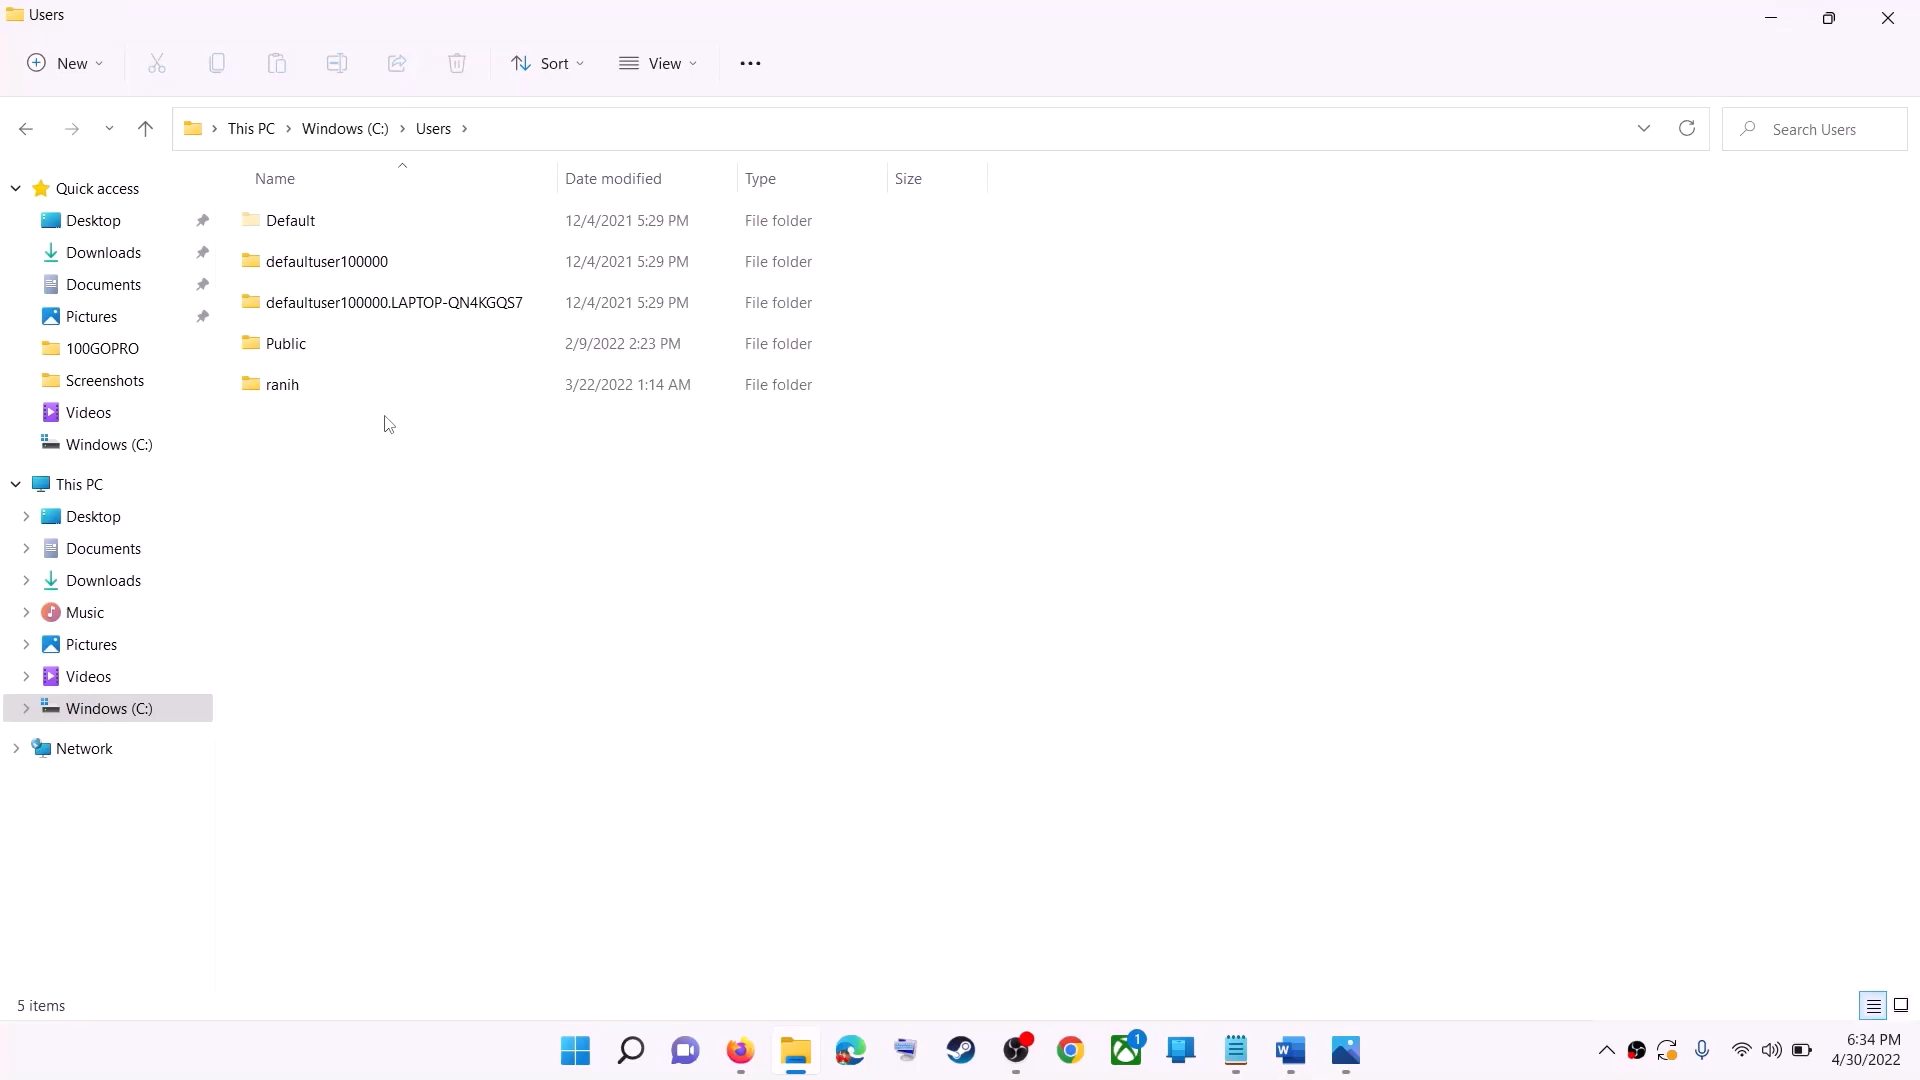 Users
New
Sort
View
This PC
Windows (C:)
Users
Search Users
Name
Date modified
Type
Size
Quick access
Desktop
Downloads
Documents
Pictures
100GOPRO
Screenshots
Videos
Windows (C:)
This PC
Desktop
Documents
Downloads
Music
Pictures
Videos
Windows (C:)
Network
Default 12/4/2021 5:29 PM File folder
defaultuser100000 12/4/2021 5:29 PM File folder
defaultuser100000.LAPTOP-QN4KGQS7 12/4/2021 5:29 PM File folder
Public 2/9/2022 2:23 PM File folder
ranih 3/22/2022 1:14 AM File folder
5 items
1
W
6:34 PM
4/30/2022